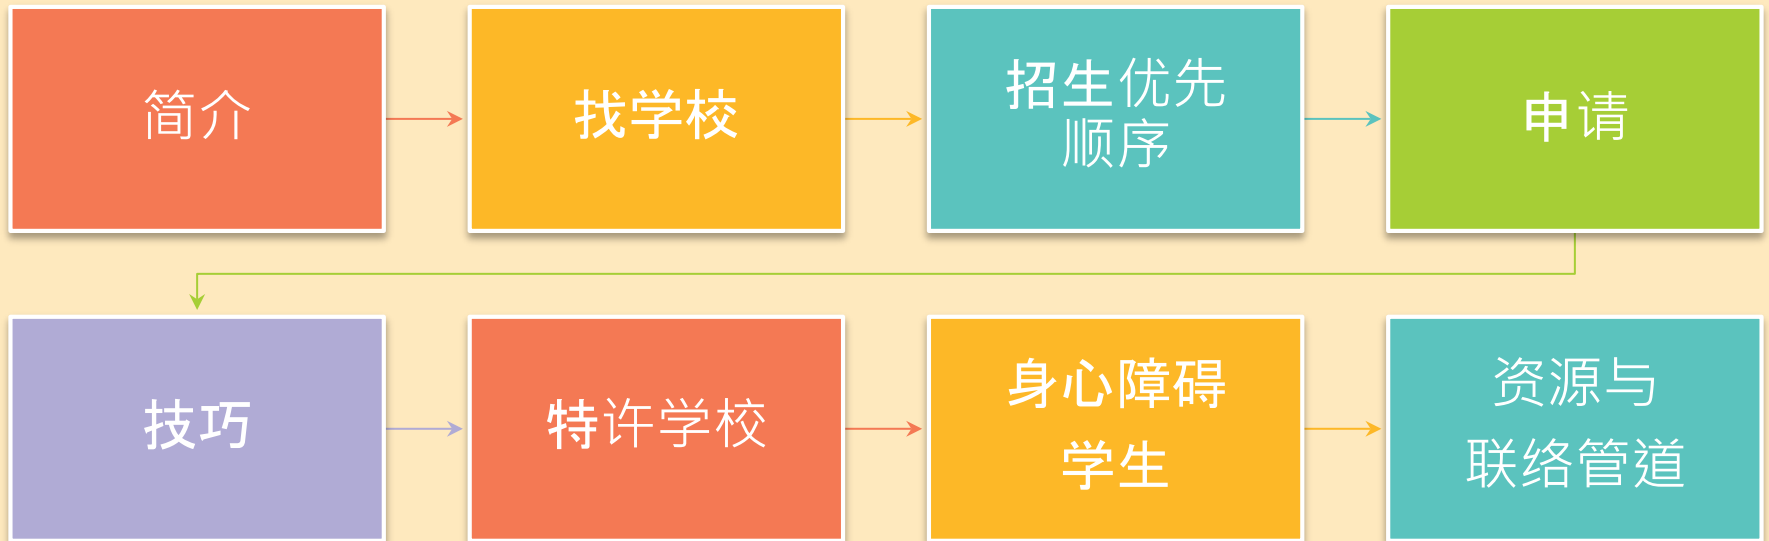 简介
找学校
招生优先
顺序
申请
技巧
特许学校
身心障碍
学生
资源与
联络管道